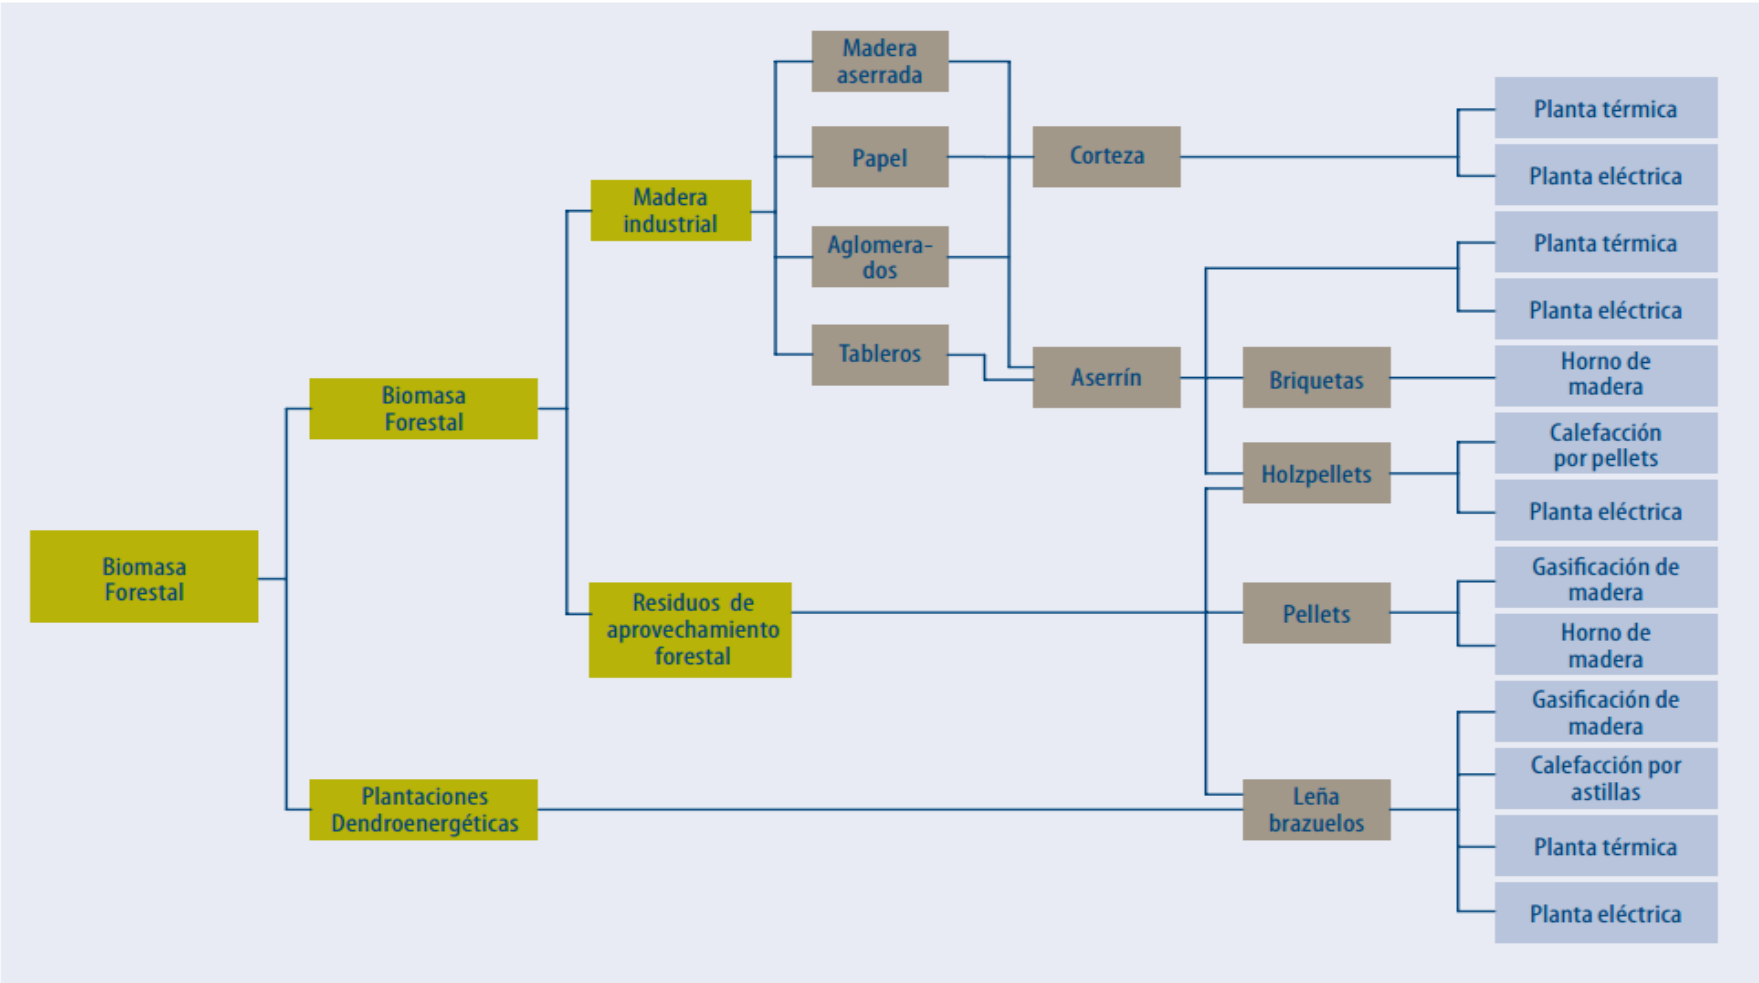 Biomasa
Forestal
Biomasa
Forestal
Plantaciones
Dendroenergéticas
Madera
industrial
Residuos de
aprovechamiento
forestal
Madera
aserrada
Papel
Aglomera-
dos
Tableros
Corteza
Aserrín
Briquetas
Holzpellets
Pellets
Leña
brazuelos
Planta térmica
Planta eléctrica
Planta térmica
Planta eléctrica
Horno de
madera
Calefacción
por pellets
Planta eléctrica
Gasificación de
madera
Horno de
madera
Gasificación de
madera
Calefacción por
astillas
Planta térmica
Planta eléctrica